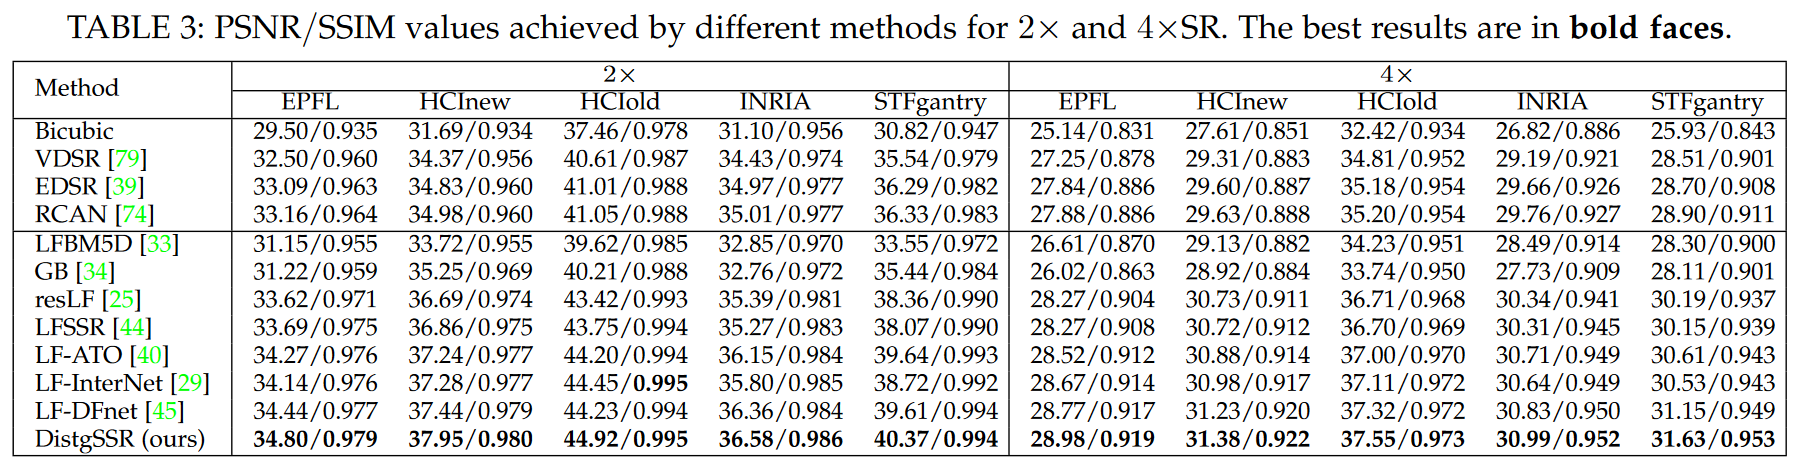 TABLE 3: PSNR/SSIM values achieved by different methods for 2× and 4×SR. The best results are in bold faces.
Method 2× 4×
EPFL HCInew HCIold INRIA STFgantry EPFL HCInew HCIold INRIA STFgantry
Bicubic 29.50/0.935 31.69/0.934 37.46/0.978 31.10/0.956 30.82/0.947 25.14/0.831 27.61/0.851 32.42/0.934 26.82/0.886 25.93/0.843
VDSR [79] 32.50/0.960 34.37/0.956 40.61/0.987 34.43/0.974 35.54/0.979 27.25/0.878 29.31/0.883 34.81/0.952 29.19/0.921 28.51/0.901
EDSR [39] 33.09/0.963 34.83/0.960 41.01/0.988 34.97/0.977 36.29/0.982 27.84/0.886 29.60/0.887 35.18/0.954 29.66/0.926 28.70/0.908
RCAN [74] 33.16/0.964 34.98/0.960 41.05/0.988 35.01/0.977 36.33/0.983 27.88/0.886 29.63/0.888 35.20/0.954 29.76/0.927 28.90/0.911
LFBM5D [33] 31.15/0.955 33.72/0.955 39.62/0.985 32.85/0.970 33.55/0.972 26.61/0.870 29.13/0.882 34.23/0.951 28.49/0.914 28.30/0.900
GB [34] 31.22/0.959 35.25/0.969 40.21/0.988 32.76/0.972 35.44/0.984 26.02/0.863 28.92/0.884 33.74/0.950 27.73/0.909 28.11/0.901
resLF [25] 33.62/0.971 36.69/0.974 43.42/0.993 35.39/0.981 38.36/0.990 28.27/0.904 30.73/0.911 36.71/0.968 30.34/0.941 30.19/0.937
LFSSR [44] 33.69/0.975 36.86/0.975 43.75/0.994 35.27/0.983 38.07/0.990 28.27/0.908 30.72/0.912 36.70/0.969 30.31/0.945 30.15/0.939
LF-ATO [40] 34.27/0.976 37.24/0.977 44.20/0.994 36.15/0.984 39.64/0.993 28.52/0.912 30.88/0.914 37.00/0.970 30.71/0.949 30.61/0.943
LF-InterNet [29] 34.14/0.976 37.28/0.977 44.45/0.995 35.80/0.985 38.72/0.992 28.67/0.914 30.98/0.917 37.11/0.972 30.64/0.949 30.53/0.943
LF-DFnet [45] 34.44/0.977 37.44/0.979 44.23/0.994 36.36/0.984 39.61/0.994 28.77/0.917 31.23/0.920 37.32/0.972 30.83/0.950 31.15/0.949
DistgSSR (ours) 34.80/0.979 37.95/0.980 44.92/0.995 36.58/0.986 40.37/0.994 28.98/0.919 31.38/0.922 37.55/0.973 30.99/0.952 31.63/0.953